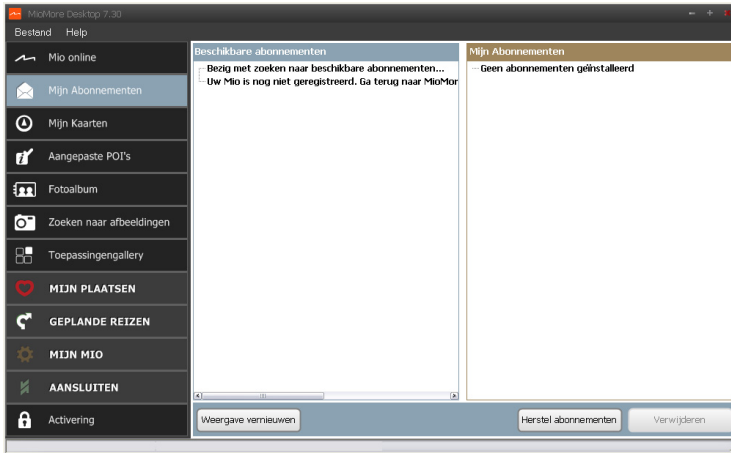 MioMore Desktop 7.30
Bestand Help
Mio online
Mijn Abonnementen
Mijn Kaarten
Aangepaste POI's
Fotoalbum
Zoeken naar afbeeldingen
Toepassingengallery
MIJN PLAATSEN
GEPLANDE REIZEN
MIJN MIO
AANSLUITEN
Activering
Beschikbare abonnementen
Bezig met zoeken naar beschikbare abonnementen...
Uw Mio is nog niet geregistreerd. Ga terug naar MioMor
Weergave vernieuwen
Mijn Abonnementen
Geen abonnementen geïnstalleerd
Herstel abonnementen
Verwijderen